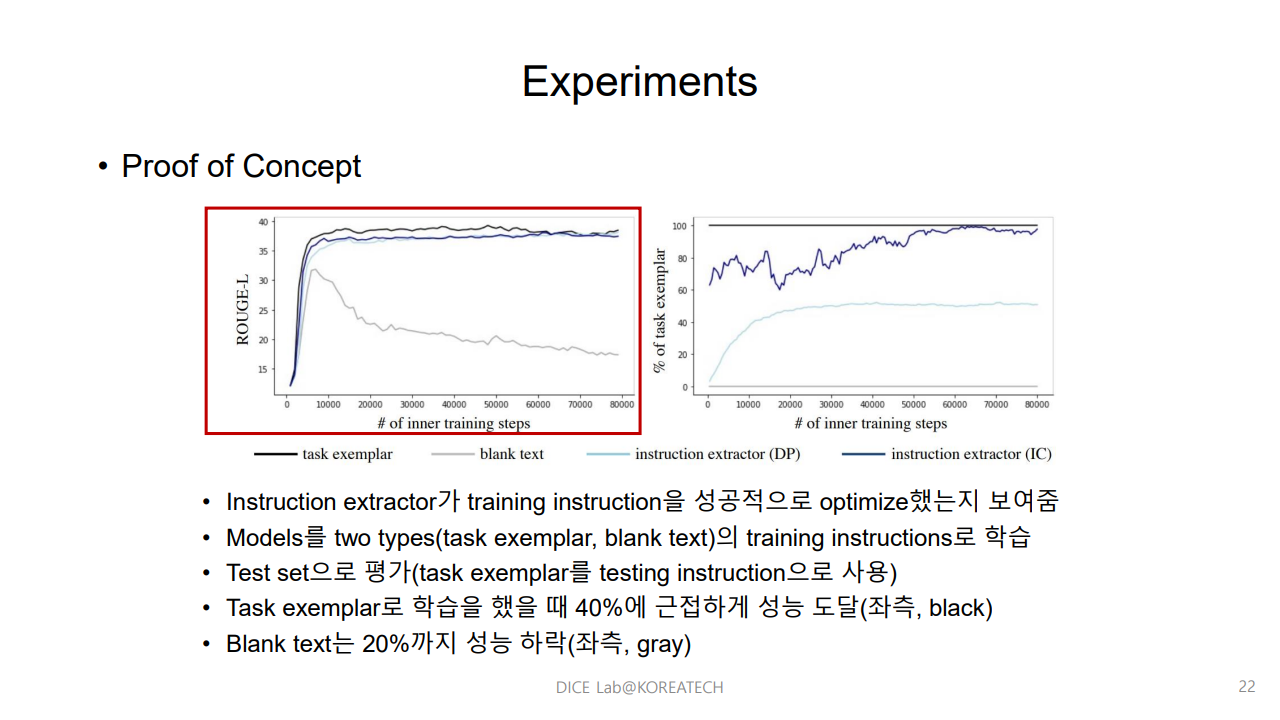 Experiments
• Proof of Concept
40
35
30
25
20
15
ROUGE-L
0 10000 20000 30000 40000 50000 60000 70000 80000
# of inner training steps
100
80
60
40
20
0
% of task exemplar
0 10000 20000 30000 40000 50000 60000 70000 80000
# of inner training steps
task exemplar blank text instruction extractor (DP) instruction extractor (IC)
• Instruction extractor가 training instruction을 성공적으로 optimize했는지 보여줌
• Models를 two types(task exemplar, blank text)의 training instructions로 학습
• Test set으로 평가(task exemplar를 testing instruction으로 사용)
• Task exemplar로 학습을 했을 때 40%에 근접하게 성능 도달(좌측, black)
• Blank text는 20%까지 성능 하락(좌측, gray)
DICE Lab@KOREATECH
22